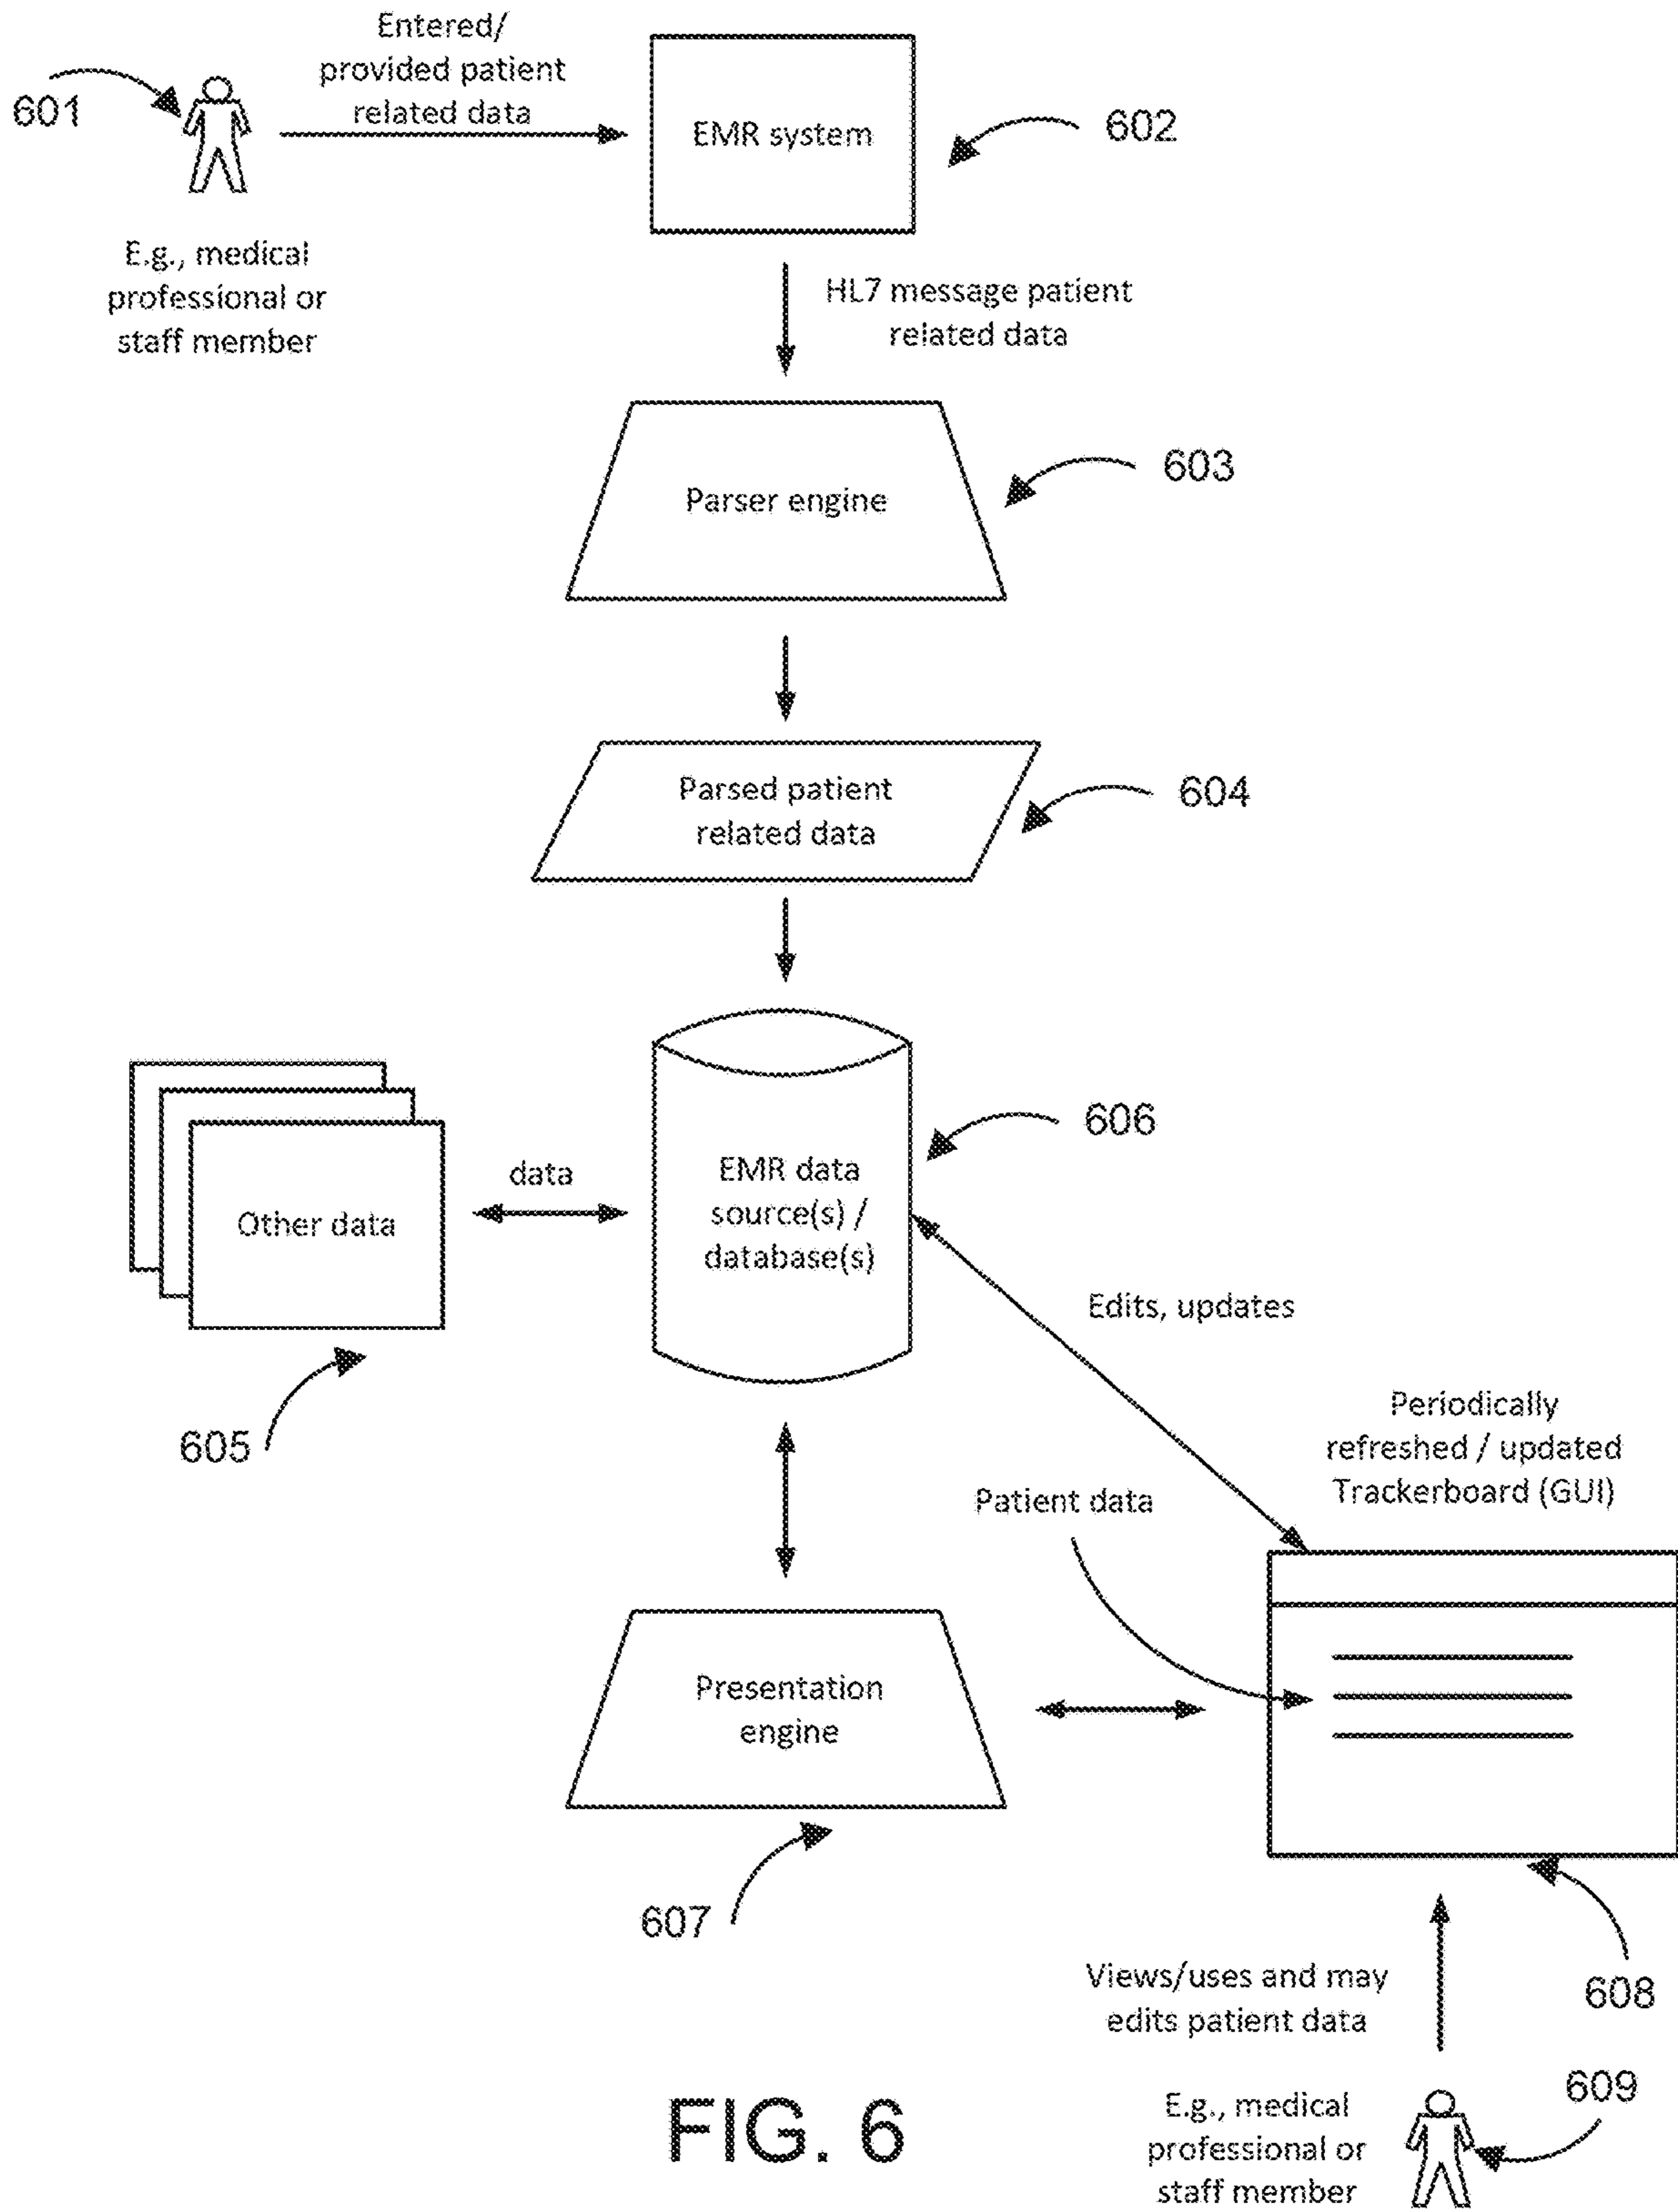 Entered/
provided patient
related data
601
EMR system
602
E.g., medical
professional or
staff member
HL7 message patient
related data
Parser engine
603
Parsed patient
related data
604
606
data
EMR data
source(s) /
database(s)
Other data
Edits, updates
605
Periodically
refreshed / updated
Trackerboard (GUI)
Patient data
Presentation
engine
607
Views/uses and may
edits patient data
608
609
E.g., medical
professional or
staff member
FIG. 6